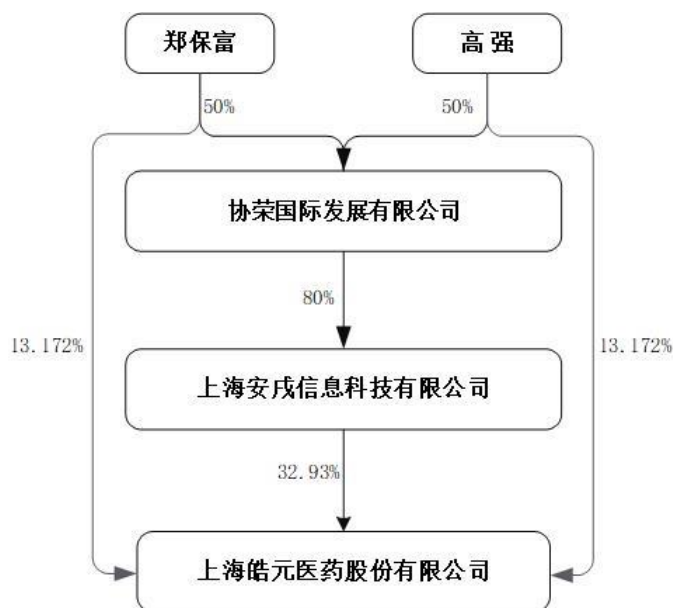 郑保富
高 强
50%
50%
协荣国际发展有限公司
80%
13.172%
13.172%
上海安戌信息科技有限公司
32.93%
上海皓元医药股份有限公司